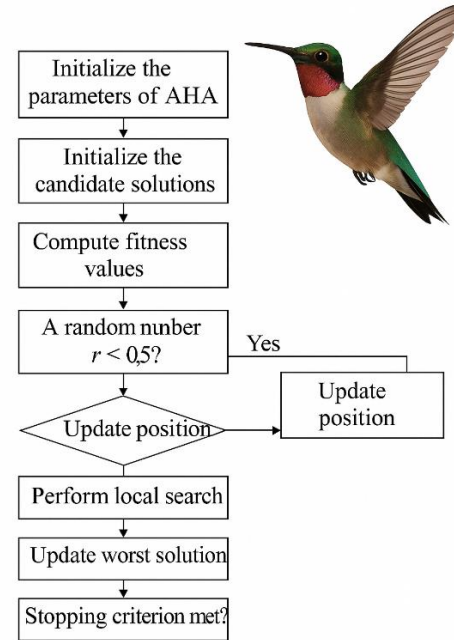 Initialize the
parameters of AHA
Initialize the
candidate solutions
Compute fitness
values
A random nunber
r < 0,5?
Yes
Update position
Update
position
Perform local search
Update worst solution
Stopping criterion met?